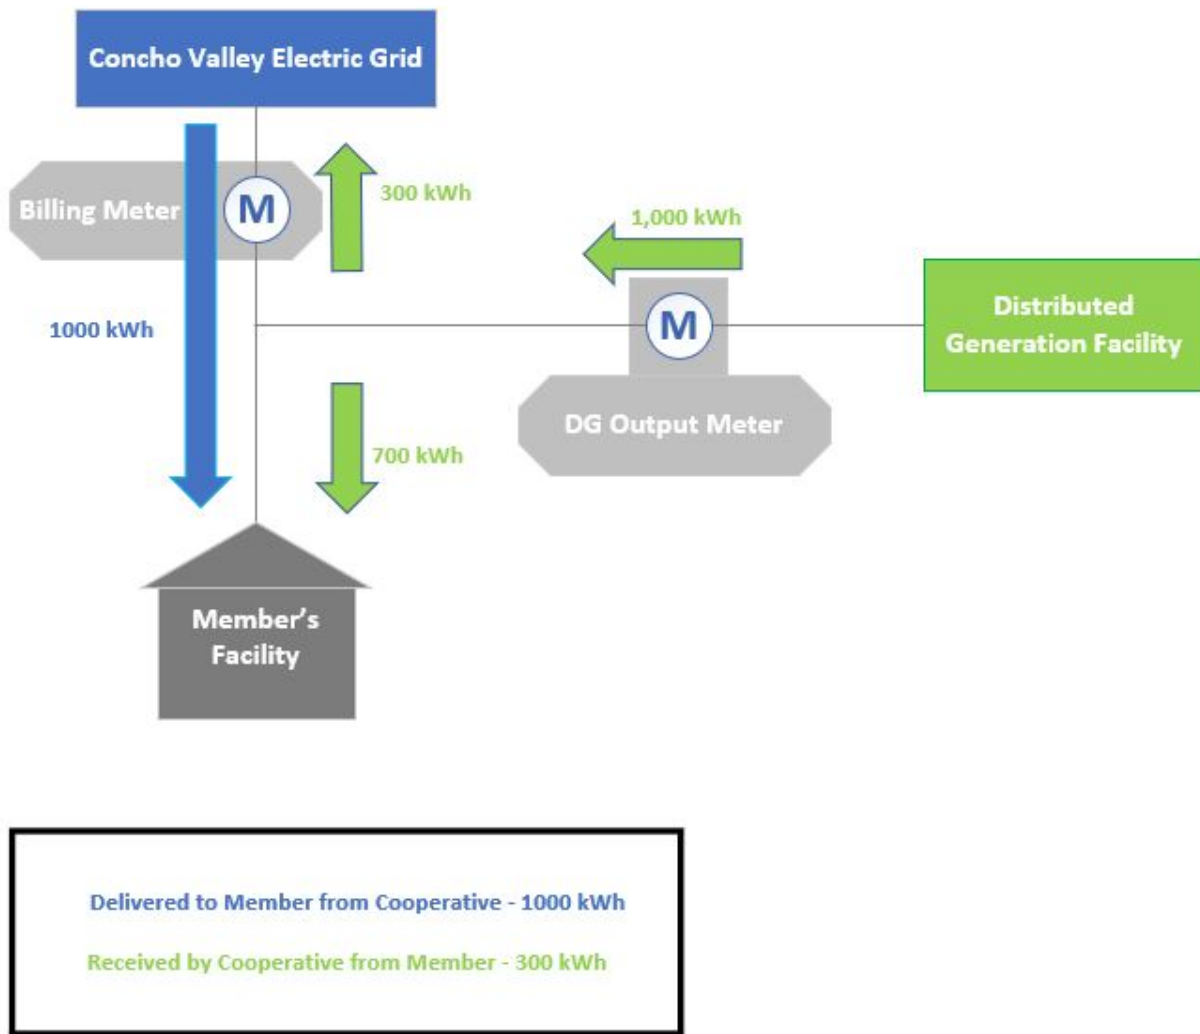 Concho Valley Electric Grid
Billing Meter
M
300 kWh
1,000 kWh
1000 kWh
M
Distributed
Generation Facility
DG Output Meter
700 kWh
Member's
Facility
Delivered to Member from Cooperative - 1000 kWh
Received by Cooperative from Member - 300 kWh